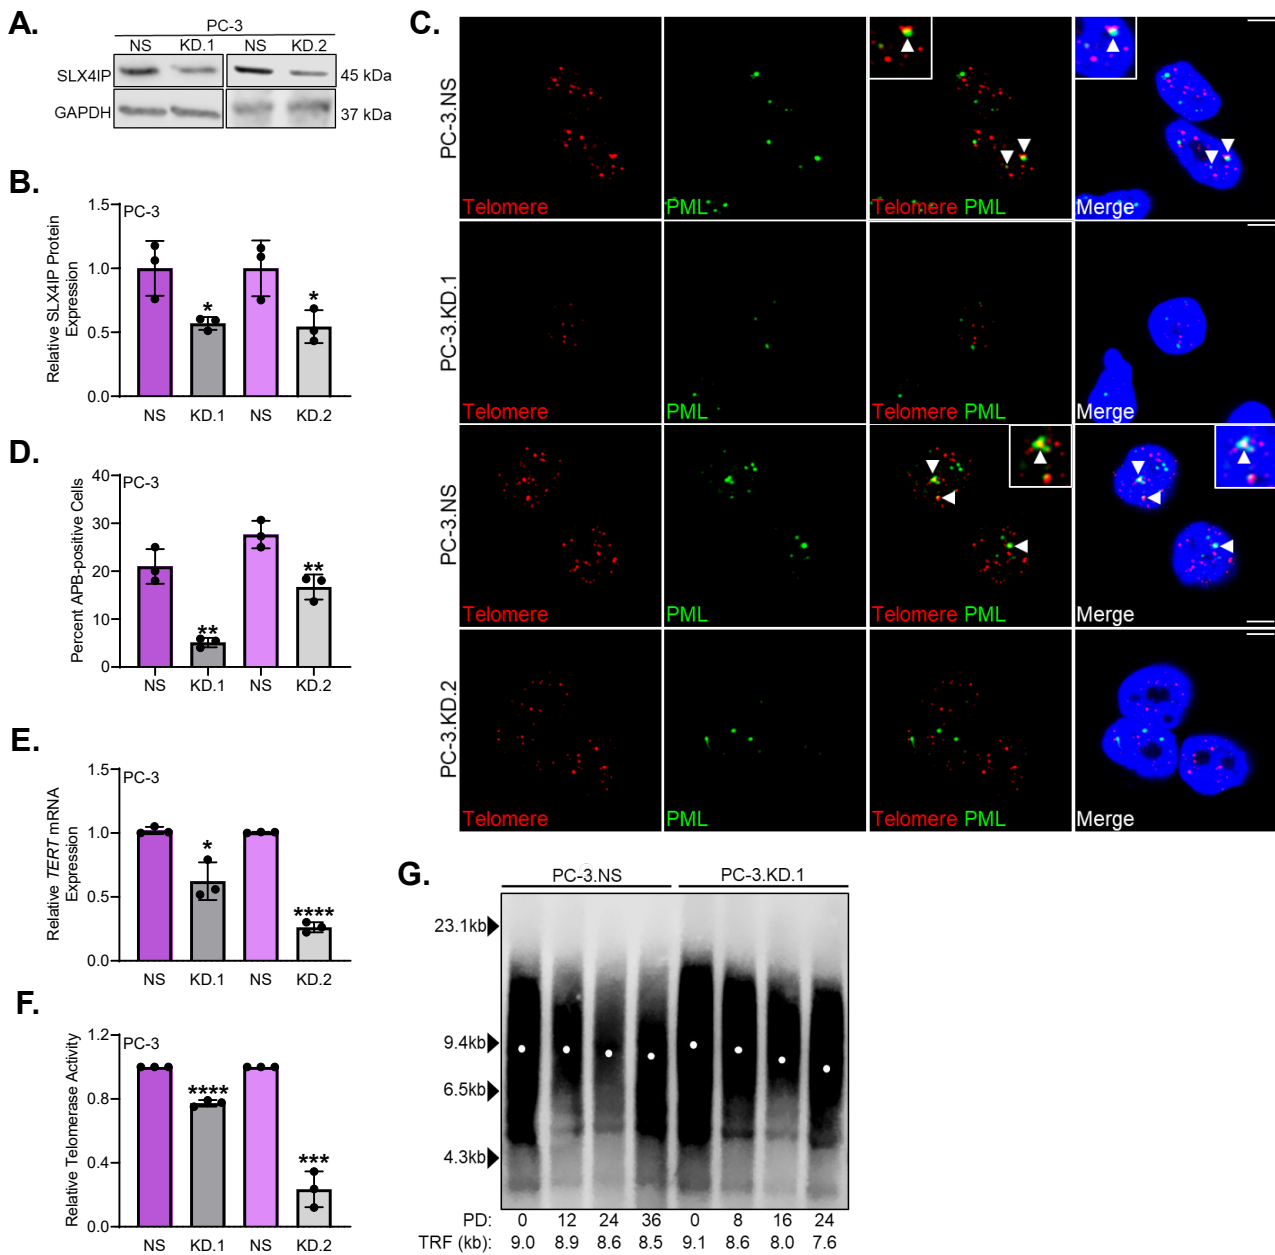 A.
PC-3
NS KD.1 NS KD.2
SLX4IP 45 kDa
GAPDH 37 kDa
B.
PC-3
Relative SLX4IP Protein
Expression
1.5
1.0
0.5
0.0
* *
NS KD.1 NS KD.2
C.
PC-3.NS
Telomere PML Telomere PML Merge
PC-3.KD.1
Telomere PML Telomere PML Merge
PC-3.NS
Telomere PML Telomere PML Merge
PC-3.KD.2
Telomere PML Telomere PML Merge
D.
PC-3
Percent APB-positive Cells
40
30
20
10
0
** **
NS KD.1 NS KD.2
E.
PC-3
Relative TERT mRNA
Expression
1.5
1.0
0.5
0.0
* ****
NS KD.1 NS KD.2
F.
PC-3
Relative Telomerase Activity
1.2
0.8
0.4
0.0
**** ***
NS KD.1 NS KD.2
G.
PC-3.NS PC-3.KD.1
23.1kb
9.4kb
6.5kb
4.3kb
PD: 0 12 24 36 0 8 16 24
TRF (kb): 9.0 8.9 8.6 8.5 9.1 8.6 8.0 7.6